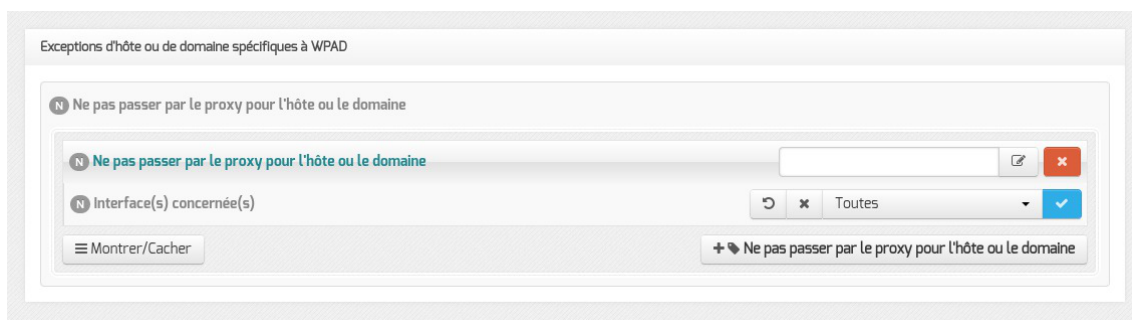 Exceptions d'hôte ou de domaine spécifiques à WPAD
N Ne pas passer par le proxy pour l'hôte ou le domaine
N Ne pas passer par le proxy pour l'hôte ou le domaine
N Interface(s) concernée(s) Toutes
Montrer/Cacher Ne pas passer par le proxy pour l'hôte ou le domaine